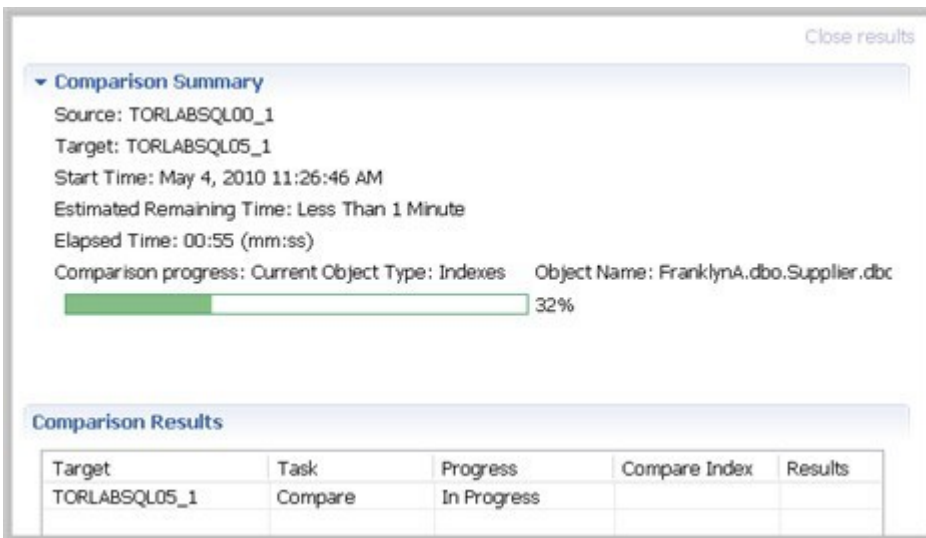 Close results
Comparison Summary
Source: TORLABSQL00_1
Target: TORLABSQL05_1
Start Time: May 4, 2010 11:26:46 AM
Estimated Remaining Time: Less Than 1 Minute
Elapsed Time: 00:55 (mm:ss)
Comparison progress: Current Object Type: Indexes Object Name: FranklynA.dbo.Supplier.dbc
32%
Comparison Results
Target Task Progress Compare Index Results
TORLABSQL05_1 Compare In Progress